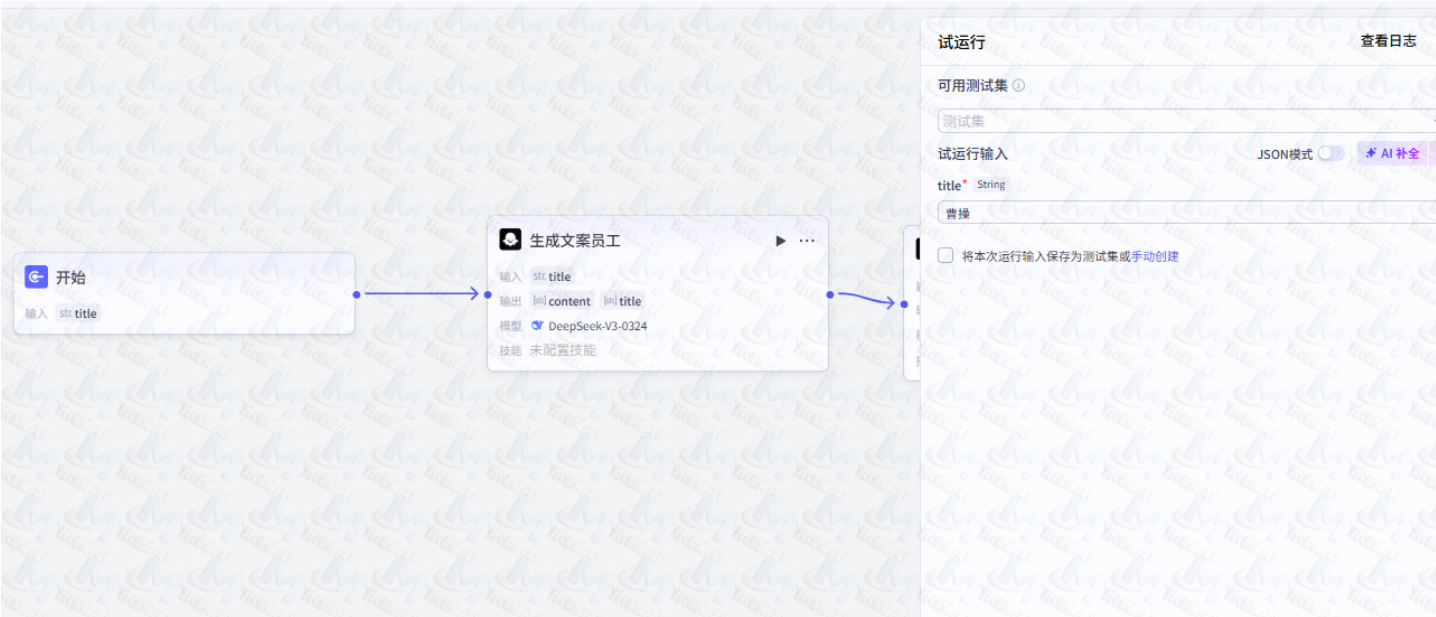 试运行
查看日志
可用测试集
测试集
试运行输入
JSON模式
AI 补全
title* String
曹操
将本次运行输入保存为测试集或手动创建
开始
输入 str. title
生成文案员工
输入 str. title
输出 [str] content [str] title
模型 DeepSeek-V3-0324
技能 未配置技能